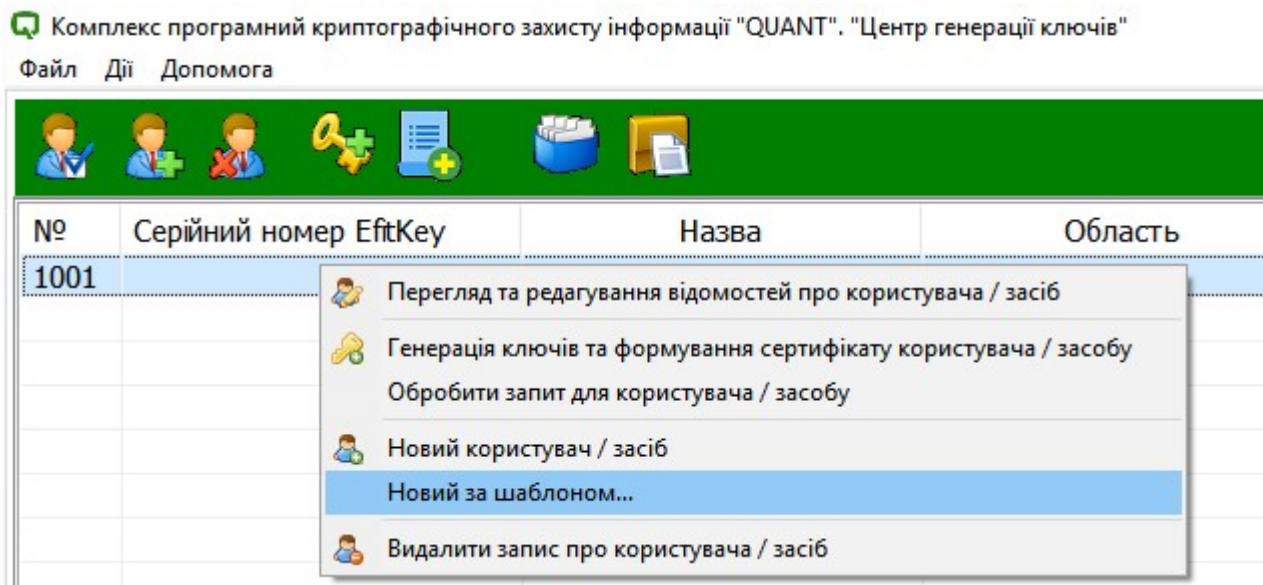 Комплекс програмний криптографічного захисту інформації "QUANT". "Центр генерації ключів"
Файл Дії Допомога
№ Серійний номер EfitKey Назва Область
1001
Перегляд та редагування відомостей про користувача / засіб
Генерація ключів та формування сертифікату користувача / засобу
Обробити запит для користувача / засобу
Новий користувач / засіб
Новий за шаблоном...
Видалити запис про користувача / засіб